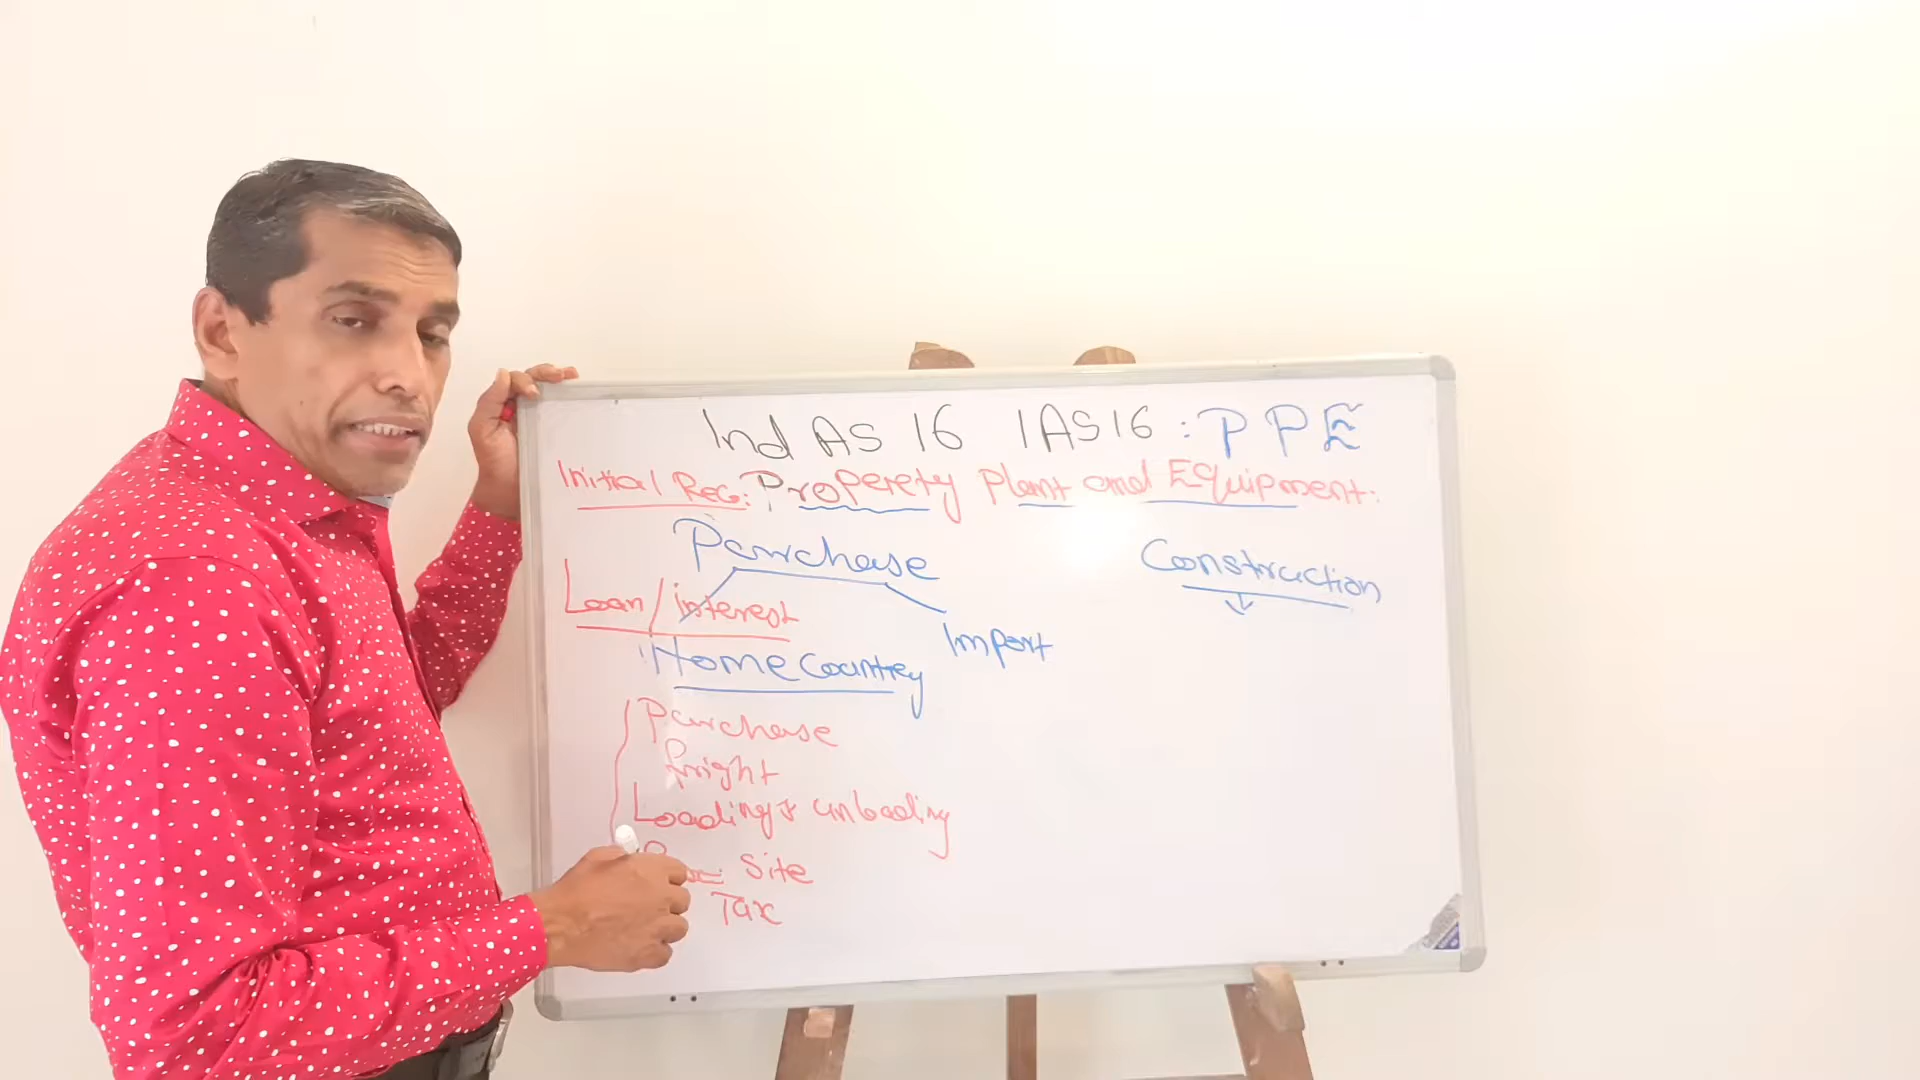 Ind AS 16 IAS16 : PPE
Initial Rec: Properety Plant and Equipment:
Purchase Construction
Loan / interest
Import
Home Country
Purchase
fright
Loading & unloading
Site
Tax